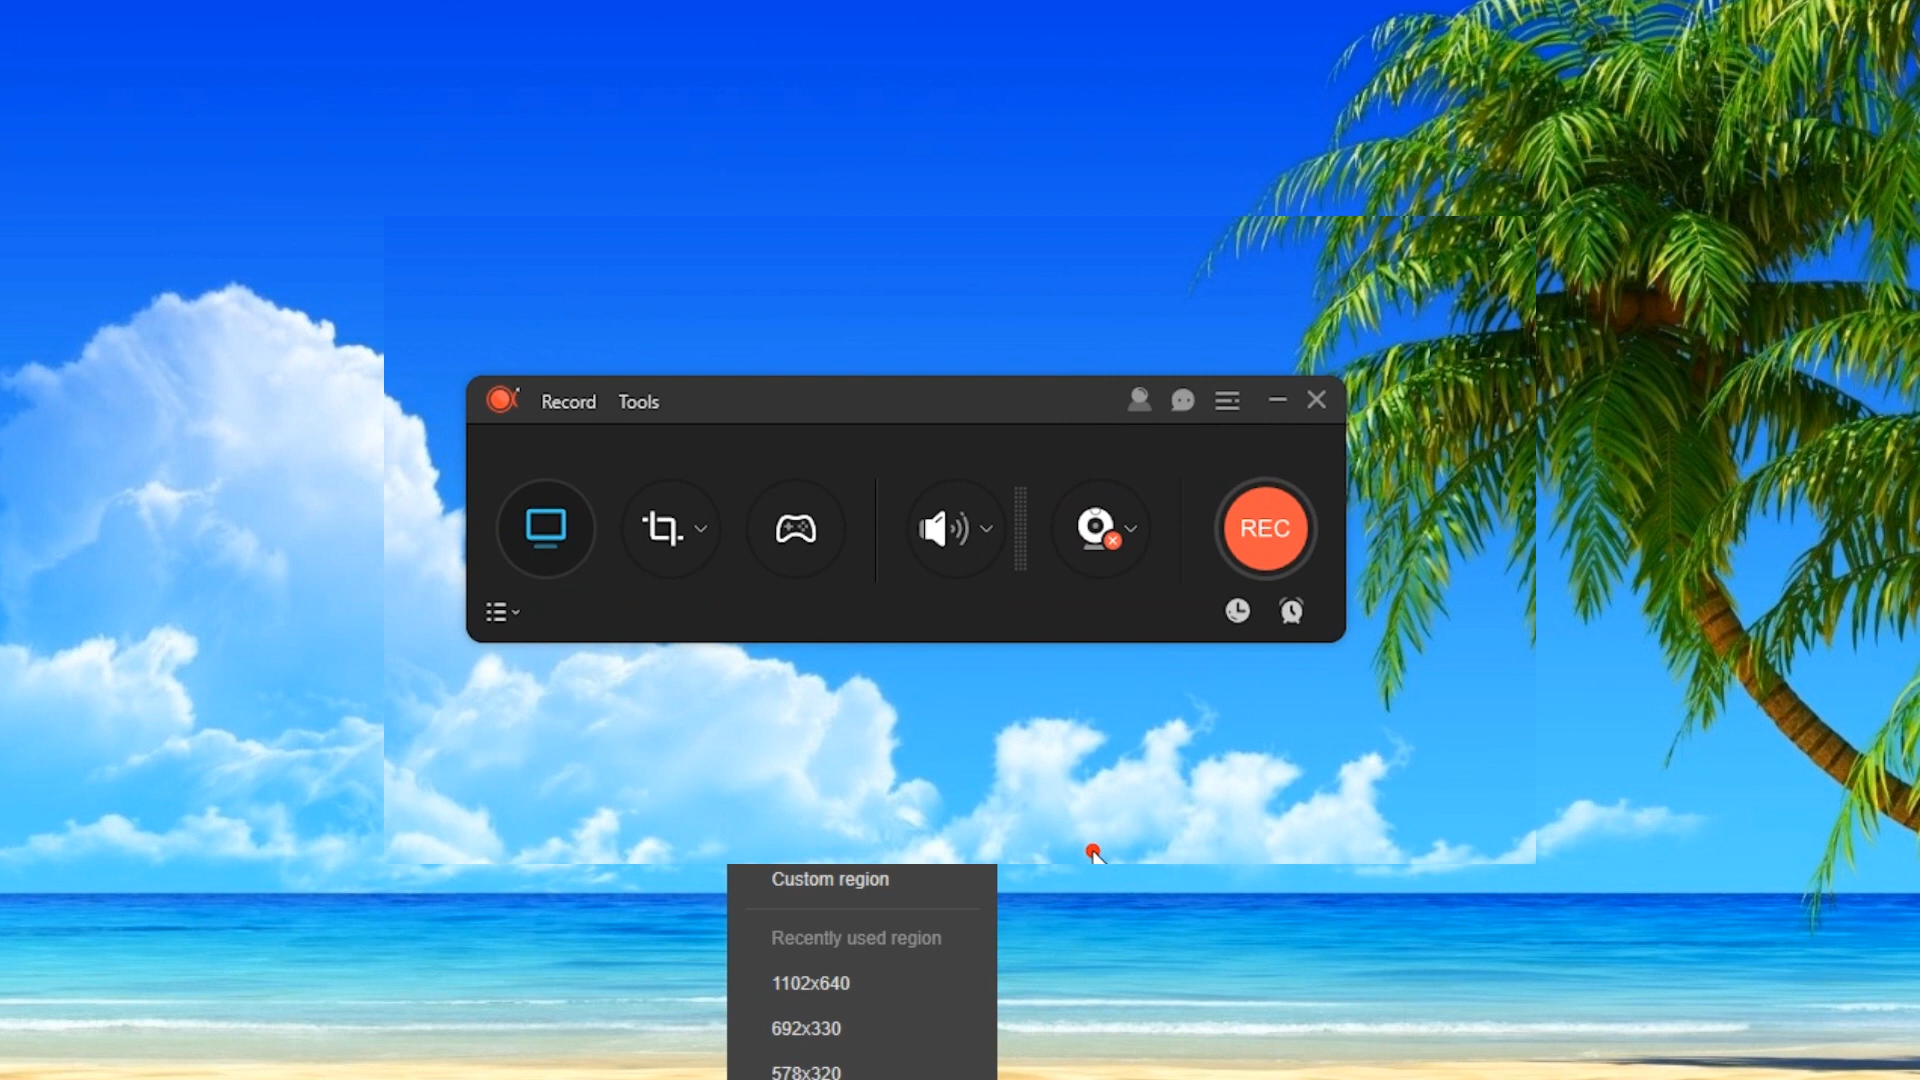 Record Tools
REC
Custom region
Recently used region
1102x640
692x330
578x320